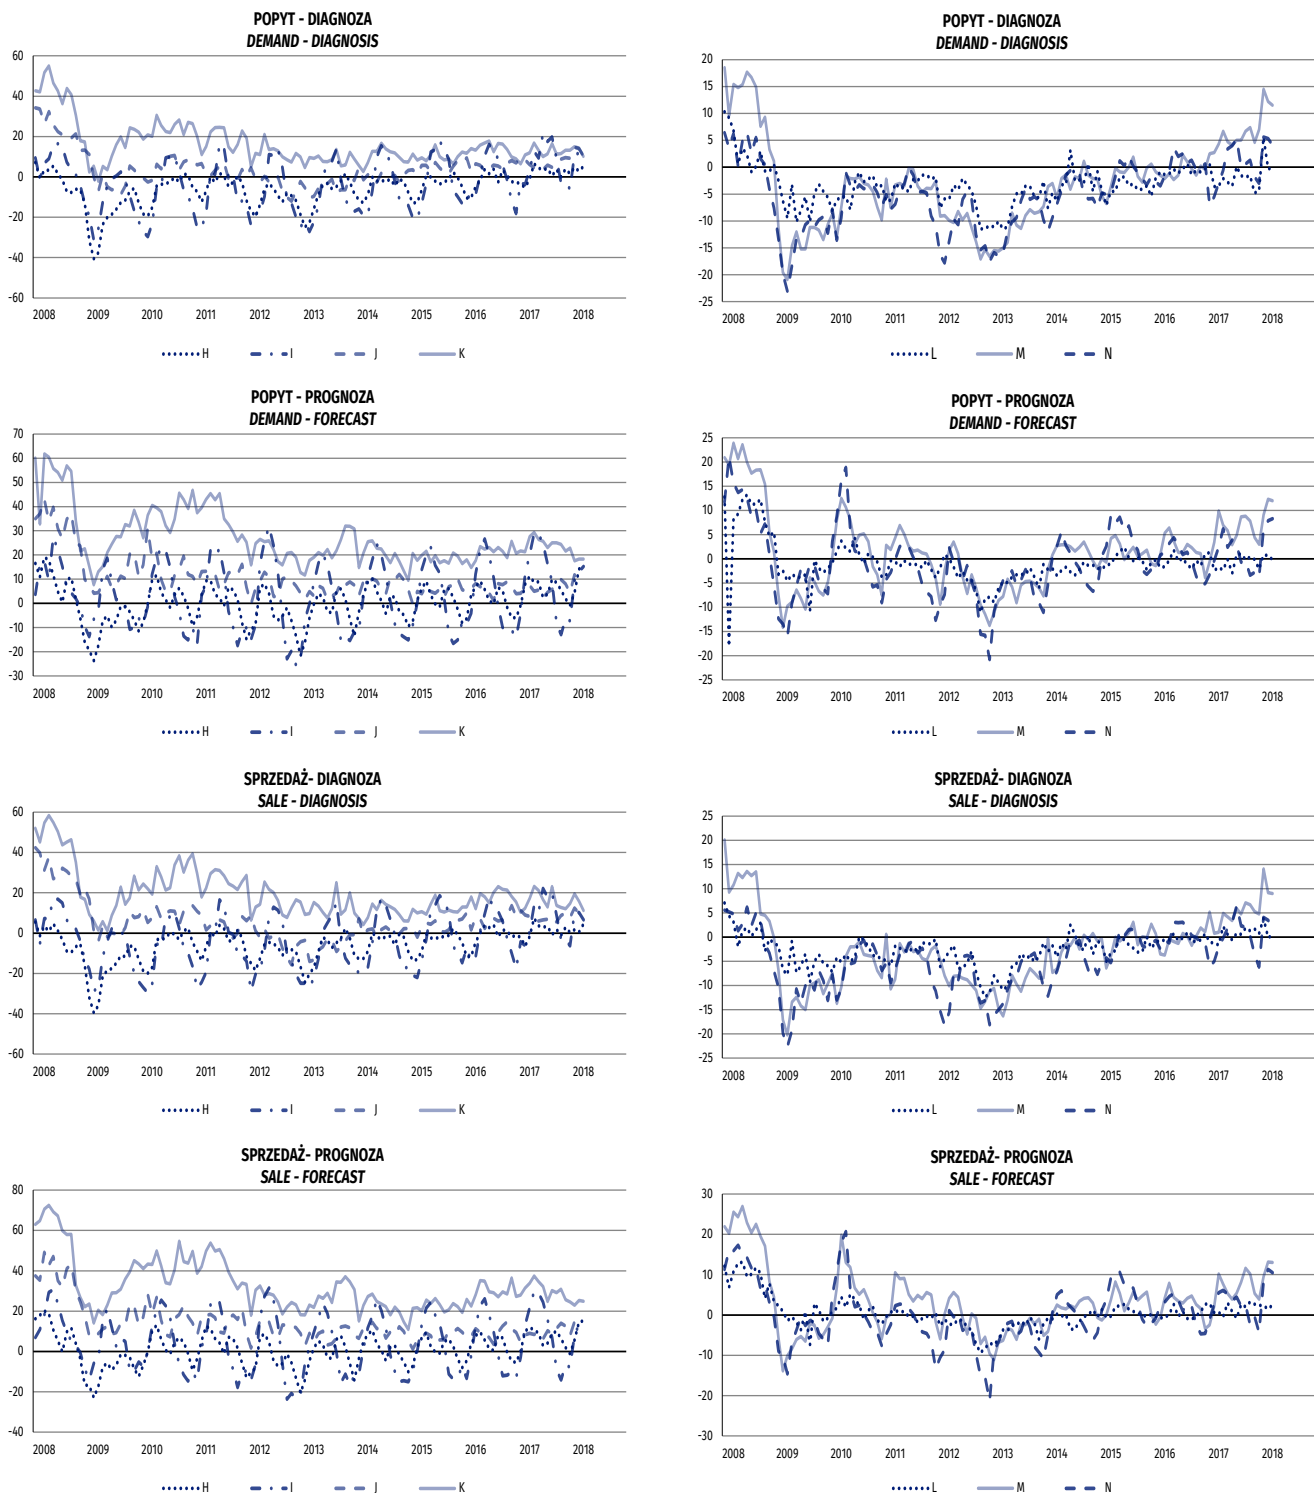 POPYT - DIAGNOZA
DEMAND - DIAGNOSIS
60
40
20
0
-20
-40
-60
2008 2009 2010 2011 2012 2013 2014 2015 2016 2017 2018
H I J K
POPYT - DIAGNOZA
DEMAND - DIAGNOSIS
20
15
10
5
0
-5
-10
-15
-20
-25
2008 2009 2010 2011 2012 2013 2014 2015 2016 2017 2018
L M N
POPYT - PROGNOZA
DEMAND - FORECAST
70
60
50
40
30
20
10
0
-10
-20
-30
2008 2009 2010 2011 2012 2013 2014 2015 2016 2017 2018
H I J K
POPYT - PROGNOZA
DEMAND - FORECAST
25
20
15
10
5
0
-5
-10
-15
-20
-25
2008 2009 2010 2011 2012 2013 2014 2015 2016 2017 2018
L M N
SPRZEDAŻ- DIAGNOZA
SALE - DIAGNOSIS
60
40
20
0
-20
-40
-60
2008 2009 2010 2011 2012 2013 2014 2015 2016 2017 2018
H I J K
SPRZEDAŻ- DIAGNOZA
SALE - DIAGNOSIS
25
20
15
10
5
0
-5
-10
-15
-20
-25
2008 2009 2010 2011 2012 2013 2014 2015 2016 2017 2018
L M N
SPRZEDAŻ- PROGNOZA
SALE - FORECAST
80
60
40
20
0
-20
-40
2008 2009 2010 2011 2012 2013 2014 2015 2016 2017 2018
H I J K
SPRZEDAŻ- PROGNOZA
SALE - FORECAST
30
20
10
0
-10
-20
-30
2008 2009 2010 2011 2012 2013 2014 2015 2016 2017 2018
L M N